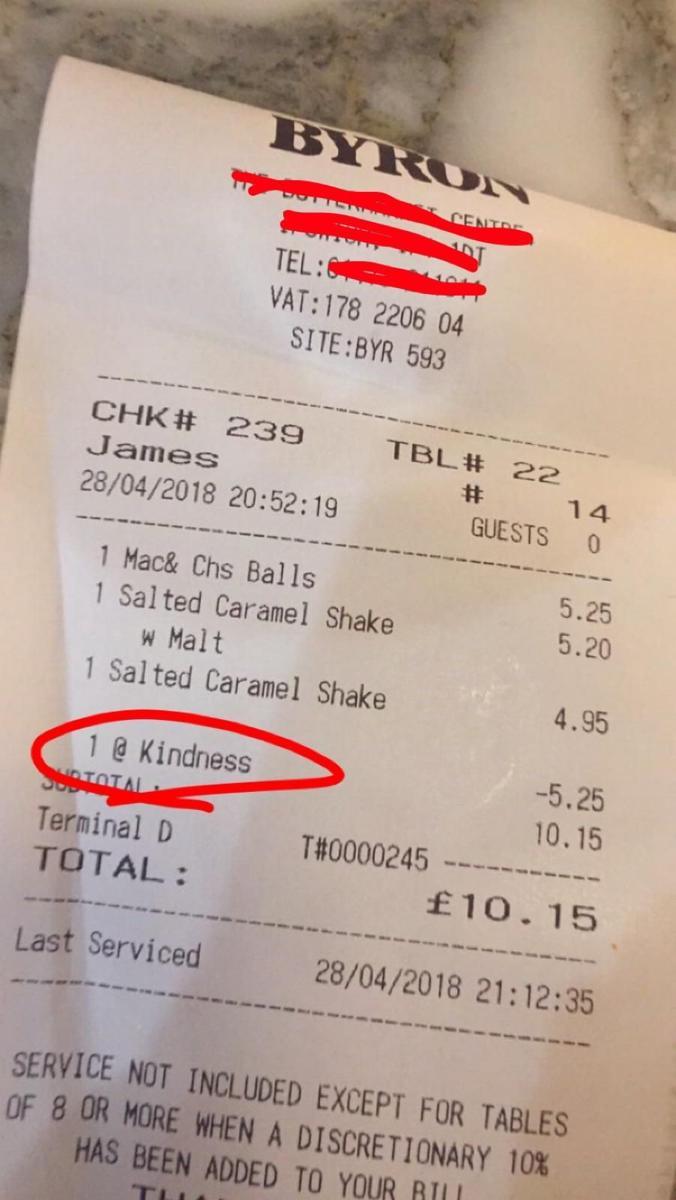 BYRON
CENTRE
1DT
TEL:
VAT:178 2206 04
SITE:BYR 593
CHK# 239 TBL# 22
James # 14
28/04/2018 20:52:19 GUESTS 0
1 Mac& Chs Balls 5.25
1 Salted Caramel Shake 5.20
w Malt
1 Salted Caramel Shake 4.95
1 @ Kindness -5.25
SUBTOTAL: 10.15
Terminal D T#0000245
TOTAL: £10.15
Last Serviced 28/04/2018 21:12:35
SERVICE NOT INCLUDED EXCEPT FOR TABLES
OF 8 OR MORE WHEN A DISCRETIONARY 10%
HAS BEEN ADDED TO YOUR BILL